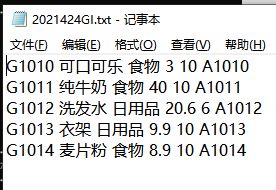 2021424GI.txt - 记事本
文件(F) 编辑(E) 格式(O) 查看(V) 帮助(H)
G1010 可口可乐 食物 3 10 A1010
G1011 纯牛奶 食物 40 10 A1011
G1012 洗发水 日用品 20.6 6 A1012
G1013 衣架 日用品 9.9 10 A1013
G1014 麦片粉 食物 8.9 10 A1014